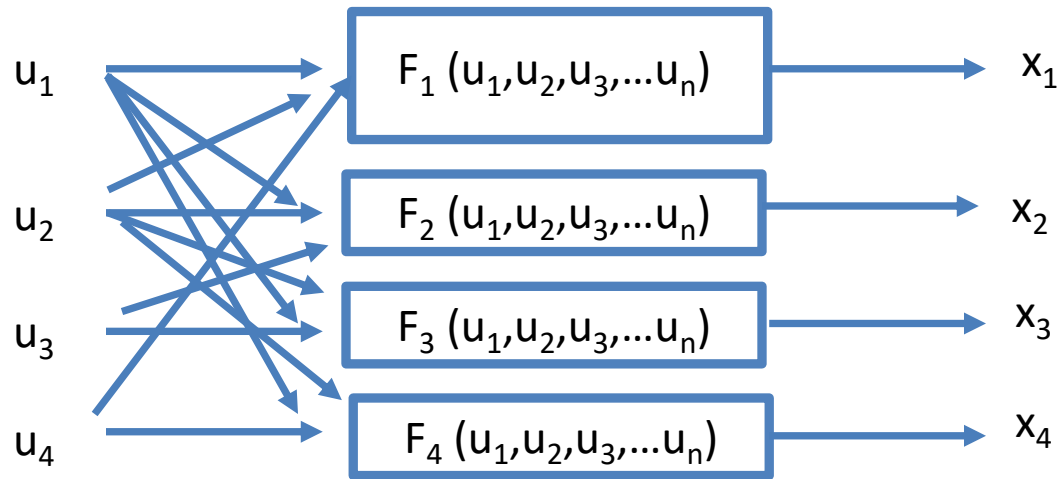 u₁ F₁ (u₁,u₂,u₃,…uₙ) x₁
u₂ F₂ (u₁,u₂,u₃,…uₙ) x₂
u₃ F₃ (u₁,u₂,u₃,…uₙ) x₃
u₄ F₄ (u₁,u₂,u₃,…uₙ) x₄